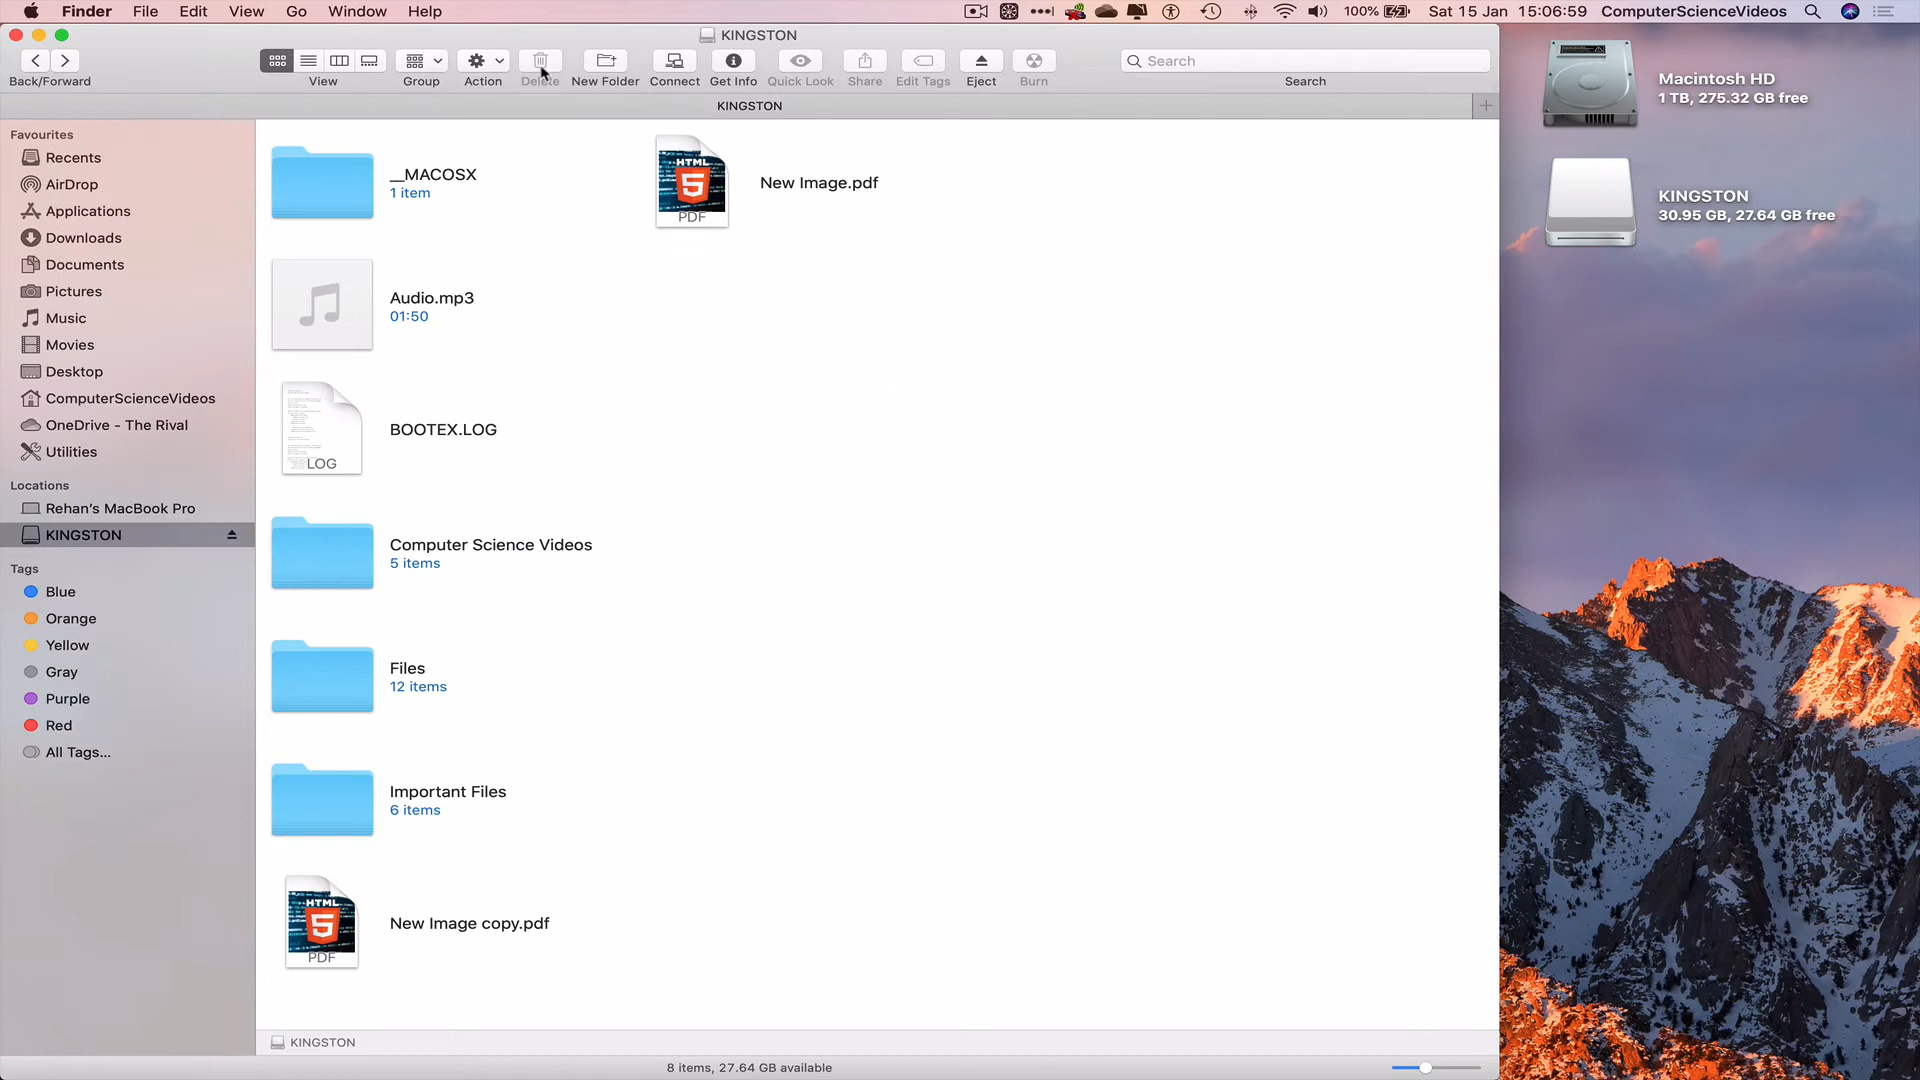 Finder File Edit View Go Window Help
100% Sat 15 Jan 15:06:59 ComputerScienceVideos
KINGSTON
Search
Back/Forward View Group Action Delete New Folder Connect Get Info Quick Look Share Edit Tags Eject Burn Search
KINGSTON
Favourites
Recents
AirDrop
Applications
Downloads
Documents
Pictures
Music
Movies
Desktop
ComputerScienceVideos
OneDrive - The Rival
Utilities
Locations
Rehan's MacBook Pro
KINGSTON
Tags
Blue
Orange
Yellow
Gray
Purple
Red
All Tags...
__MACOSX
1 item
Audio.mp3
01:50
LOG
BOOTEX.LOG
Computer Science Videos
5 items
Files
12 items
Important Files
6 items
HTML
5
PDF
New Image copy.pdf
HTML
5
PDF
New Image.pdf
KINGSTON
8 items, 27.64 GB available
Macintosh HD
1 TB, 275.32 GB free
KINGSTON
30.95 GB, 27.64 GB free